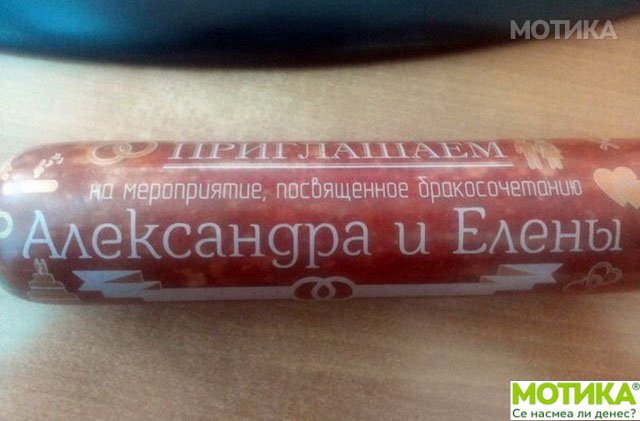 МОТИКА
ПРИГЛАШАЕМ
на мероприятие, посвященное бракосочетанию
Александра и Елены
МОТИКА®
Се насмеа ли денес?